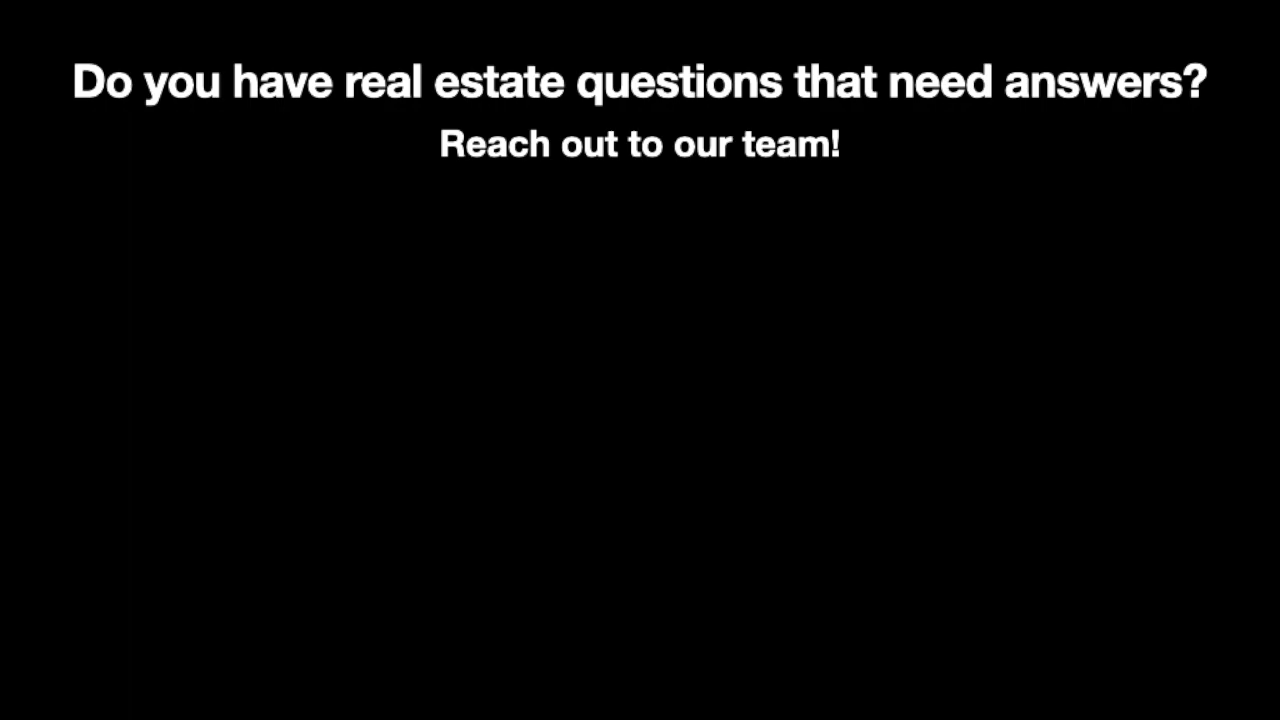 Do you have real estate questions that need answers?
Reach out to our team!